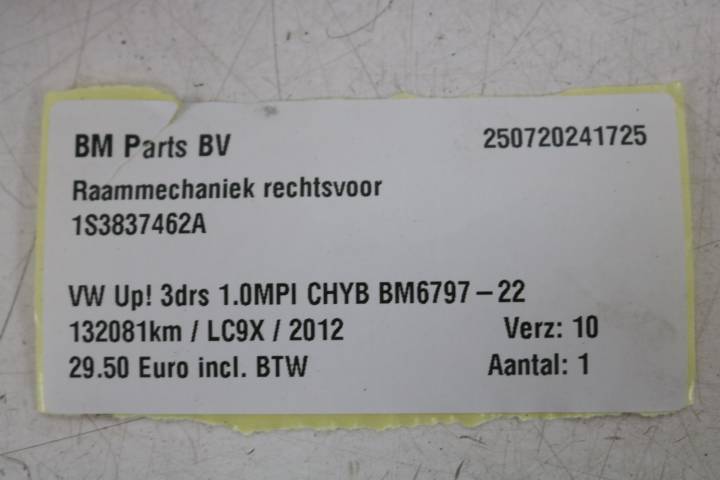 BM Parts BV 250720241725
Raammechaniek rechtsvoor
1S3837462A
VW Up! 3drs 1.0MPI CHYB BM6797-22
132081km / LC9X / 2012 Verz: 10
29.50 Euro incl. BTW Aantal: 1